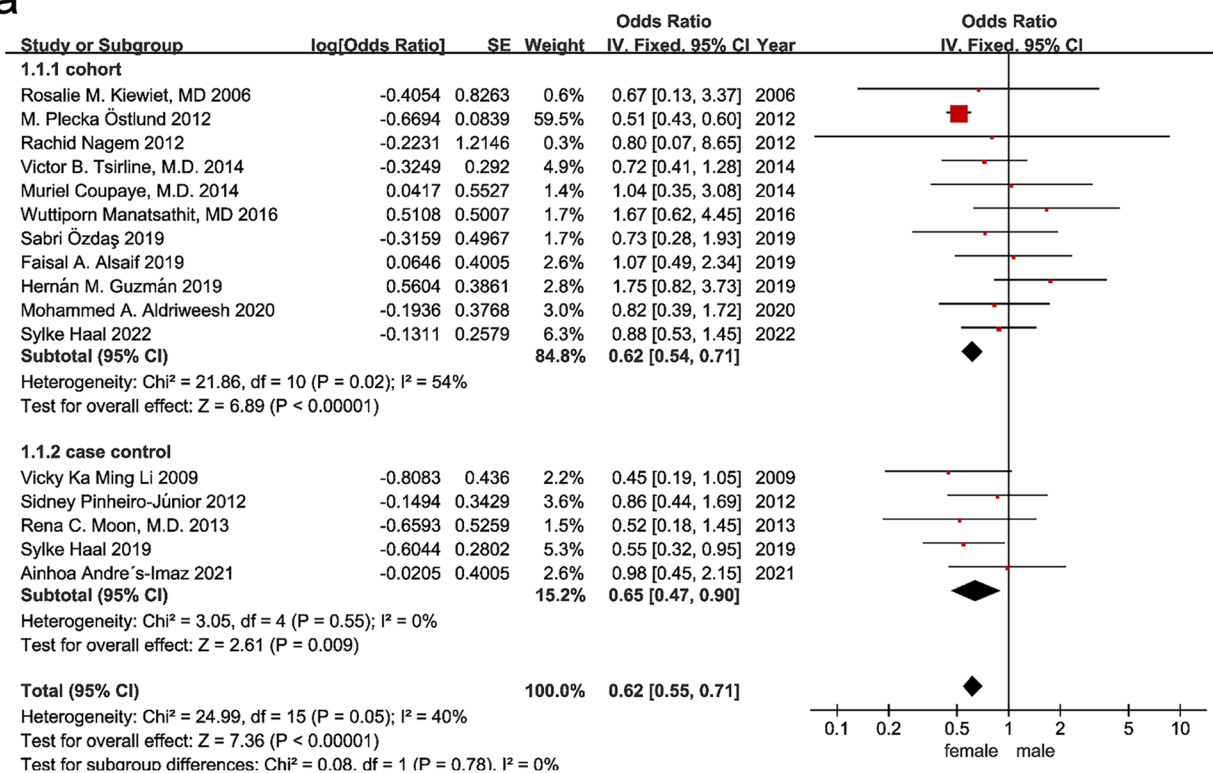 a
Odds Ratio Odds Ratio
Study or Subgroup log[Odds Ratio] SE Weight IV, Fixed, 95% CI Year IV, Fixed, 95% CI
1.1.1 cohort
Rosalie M. Kiewiet, MD 2006 -0.4054 0.8263 0.6% 0.67 [0.13, 3.37] 2006
M. Plecka Östlund 2012 -0.6694 0.0839 59.5% 0.51 [0.43, 0.60] 2012
Rachid Nagem 2012 -0.2231 1.2146 0.3% 0.80 [0.07, 8.65] 2012
Victor B. Tsirline, M.D. 2014 -0.3249 0.292 4.9% 0.72 [0.41, 1.28] 2014
Muriel Coupaye, M.D. 2014 0.0417 0.5527 1.4% 1.04 [0.35, 3.08] 2014
Wuttiporn Manatsathit, MD 2016 0.5108 0.5007 1.7% 1.67 [0.62, 4.45] 2016
Sabri Özdaş 2019 -0.3159 0.4967 1.7% 0.73 [0.28, 1.93] 2019
Faisal A. Alsaif 2019 0.0646 0.4005 2.6% 1.07 [0.49, 2.34] 2019
Hernán M. Guzmán 2019 0.5604 0.3861 2.8% 1.75 [0.82, 3.73] 2019
Mohammed A. Aldriweesh 2020 -0.1936 0.3768 3.0% 0.82 [0.39, 1.72] 2020
Sylke Haal 2022 -0.1311 0.2579 6.3% 0.88 [0.53, 1.45] 2022
Subtotal (95% CI) 84.8% 0.62 [0.54, 0.71]
Heterogeneity: Chi² = 21.86, df = 10 (P = 0.02); I² = 54%
Test for overall effect: Z = 6.89 (P < 0.00001)
1.1.2 case control
Vicky Ka Ming Li 2009 -0.8083 0.436 2.2% 0.45 [0.19, 1.05] 2009
Sidney Pinheiro-Júnior 2012 -0.1494 0.3429 3.6% 0.86 [0.44, 1.69] 2012
Rena C. Moon, M.D. 2013 -0.6593 0.5259 1.5% 0.52 [0.18, 1.45] 2013
Sylke Haal 2019 -0.6044 0.2802 5.3% 0.55 [0.32, 0.95] 2019
Ainhoa Andre´s-Imaz 2021 -0.0205 0.4005 2.6% 0.98 [0.45, 2.15] 2021
Subtotal (95% CI) 15.2% 0.65 [0.47, 0.90]
Heterogeneity: Chi² = 3.05, df = 4 (P = 0.55); I² = 0%
Test for overall effect: Z = 2.61 (P = 0.009)
Total (95% CI) 100.0% 0.62 [0.55, 0.71]
Heterogeneity: Chi² = 24.99, df = 15 (P = 0.05); I² = 40%
Test for overall effect: Z = 7.36 (P < 0.00001)
Test for subgroup differences: Chi² = 0.08, df = 1 (P = 0.78), I² = 0%
0.1 0.2 0.5 1 2 5 10
female male